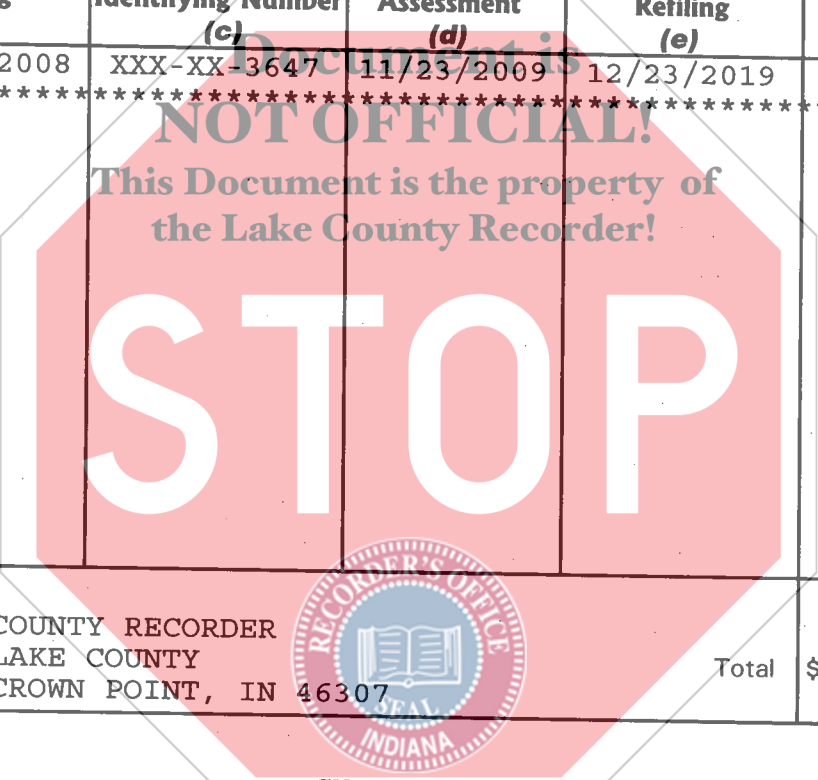 Identifying Number Assessment Refiling
(c) (d) (e)
Document is
2008 XXX-XX-3647 11/23/2009 12/23/2019
******************************************************
NOT OFFICIAL!
This Document is the property of
the Lake County Recorder!
STOP
RECORDER'S OFFICE
COUNTY RECORDER
LAKE COUNTY
Total $
CROWN POINT, IN 46307
SEAL
INDIANA